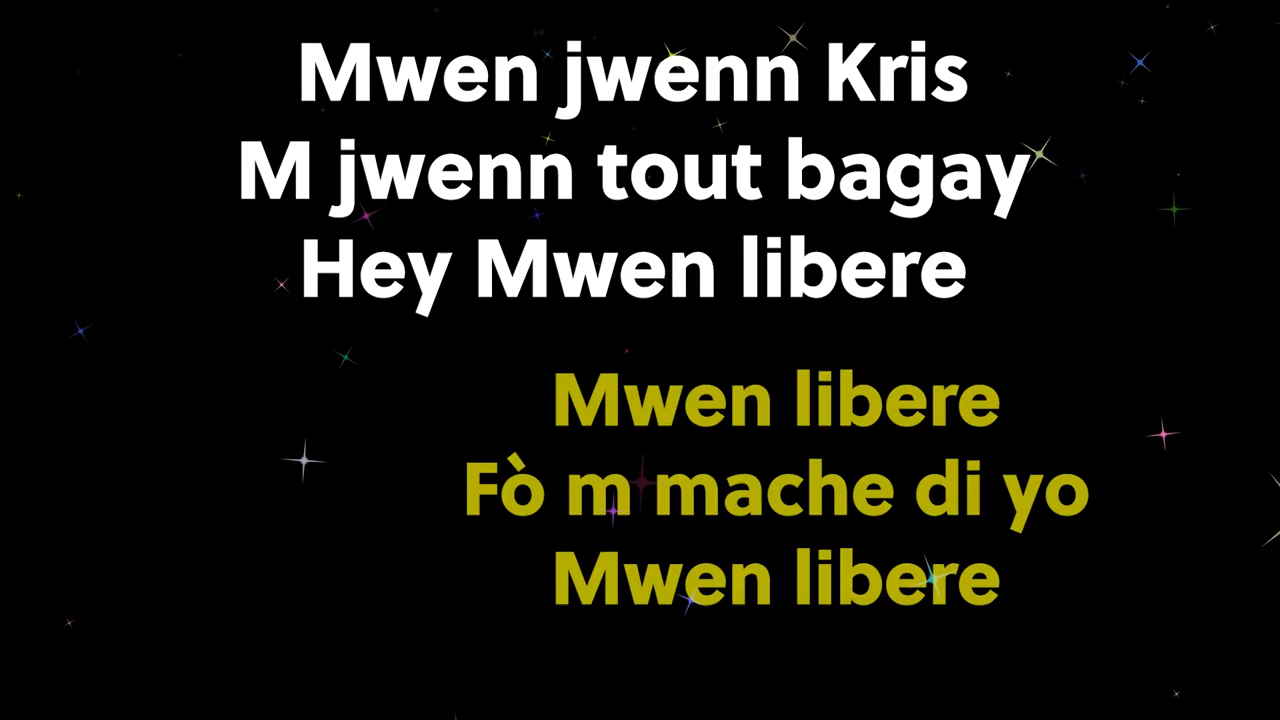 Mwen jwenn Kris
M jwenn tout bagay
Hey Mwen libere
Mwen libere
Fò m mache di yo
Mwen libere